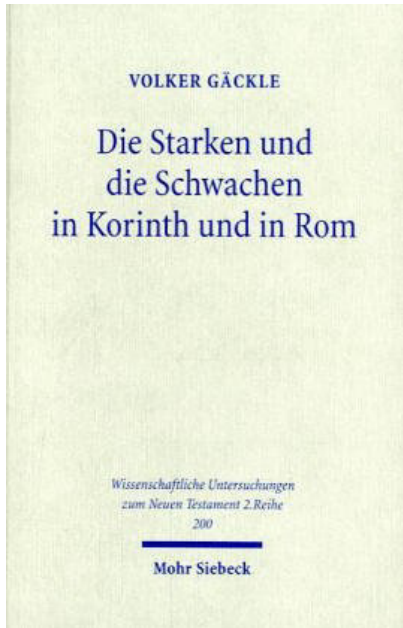 VOLKER GÄCKLE
Die Starken und
die Schwachen
in Korinth und in Rom
Wissenschaftliche Untersuchungen
zum Neuen Testament 2.Reihe
200
Mohr Siebeck